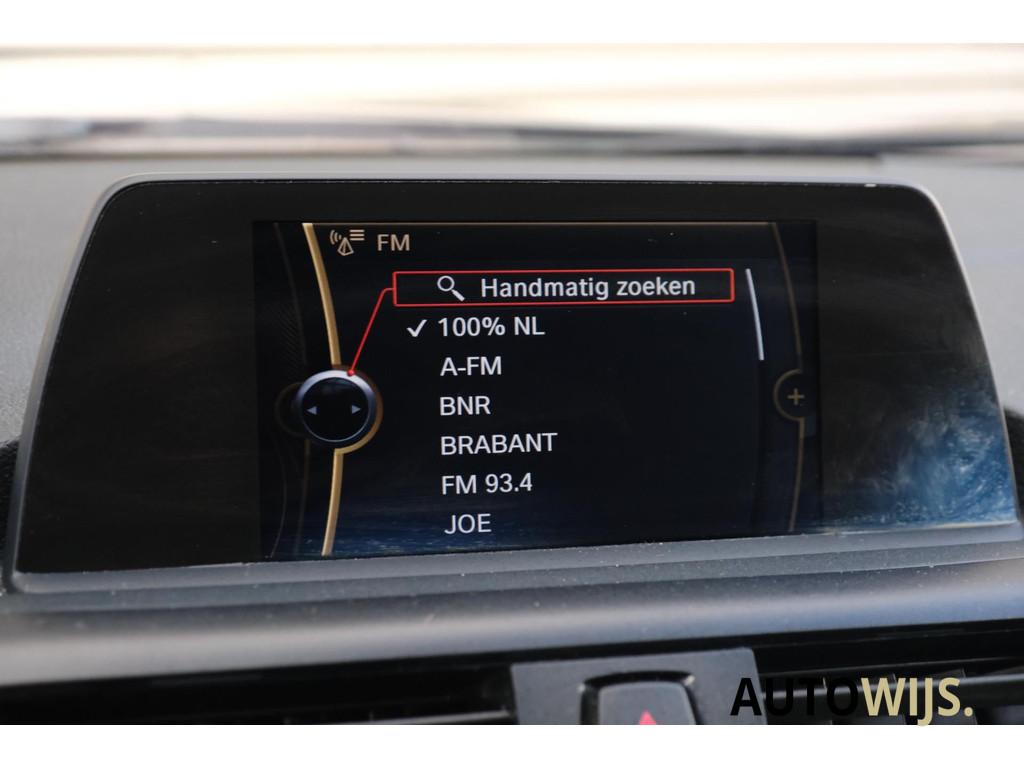 FM
Handmatig zoeken
100% NL
A-FM
BNR
BRABANT
FM 93.4
JOE
AUTOWIJS.